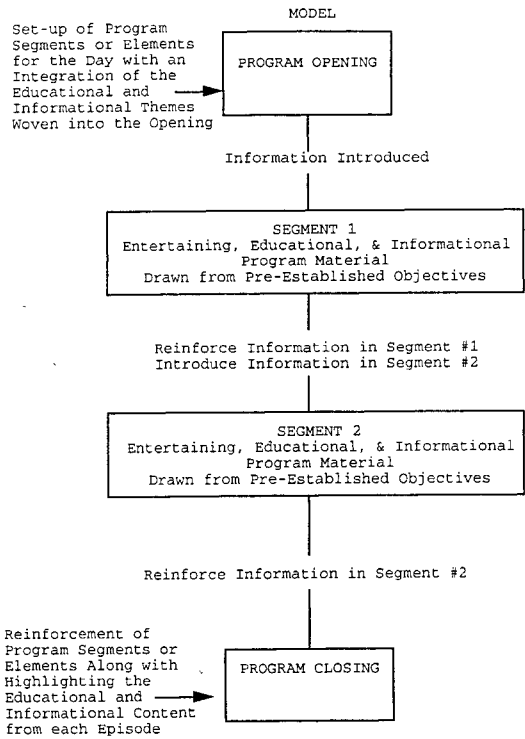 MODEL
Set-up of Program
Segments or Elements
for the Day with an
Integration of the
Educational and
Informational Themes
Woven into the Opening
PROGRAM OPENING
Information Introduced
SEGMENT 1
Entertaining, Educational, & Informational
Program Material
Drawn from Pre-Established Objectives
Reinforce Information in Segment #1
Introduce Information in Segment #2
SEGMENT 2
Entertaining, Educational, & Informational
Program Material
Drawn from Pre-Established Objectives
Reinforce Information in Segment #2
Reinforcement of
Program Segments or
Elements Along with
Highlighting the
Educational and
Informational Content
from each Episode
PROGRAM CLOSING